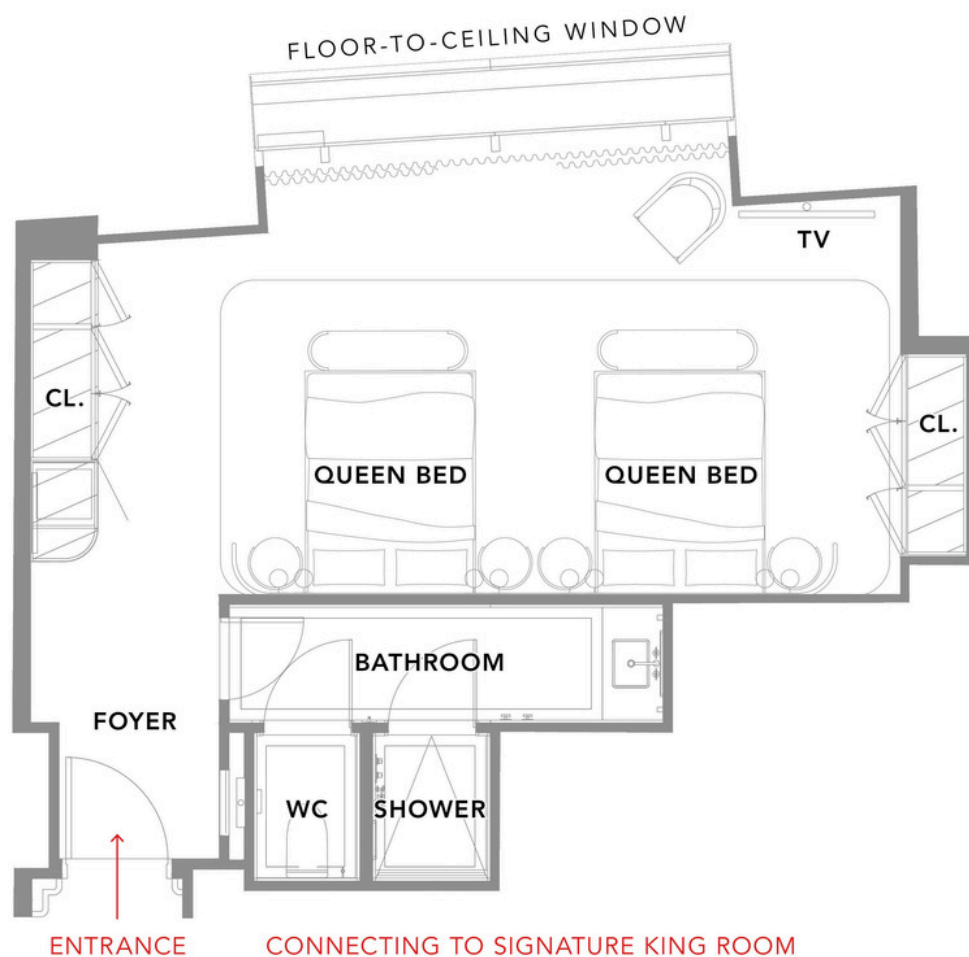 FLOOR-TO-CEILING WINDOW
TV
CL.
CL.
QUEEN BED
QUEEN BED
BATHROOM
FOYER
WC
SHOWER
ENTRANCE
CONNECTING TO SIGNATURE KING ROOM